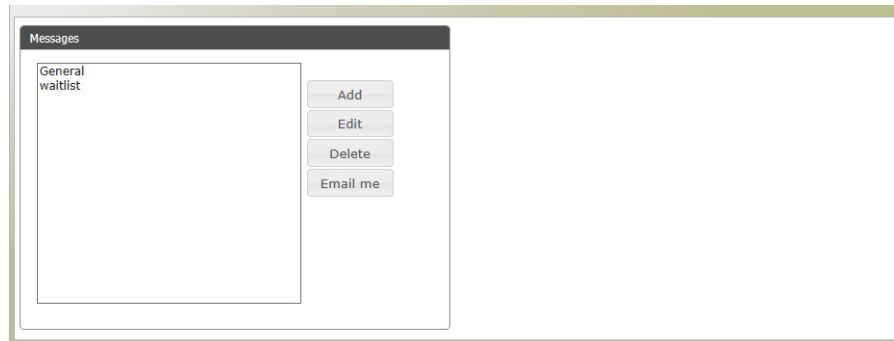 Messages
General
waitlist
Add
Edit
Delete
Email me